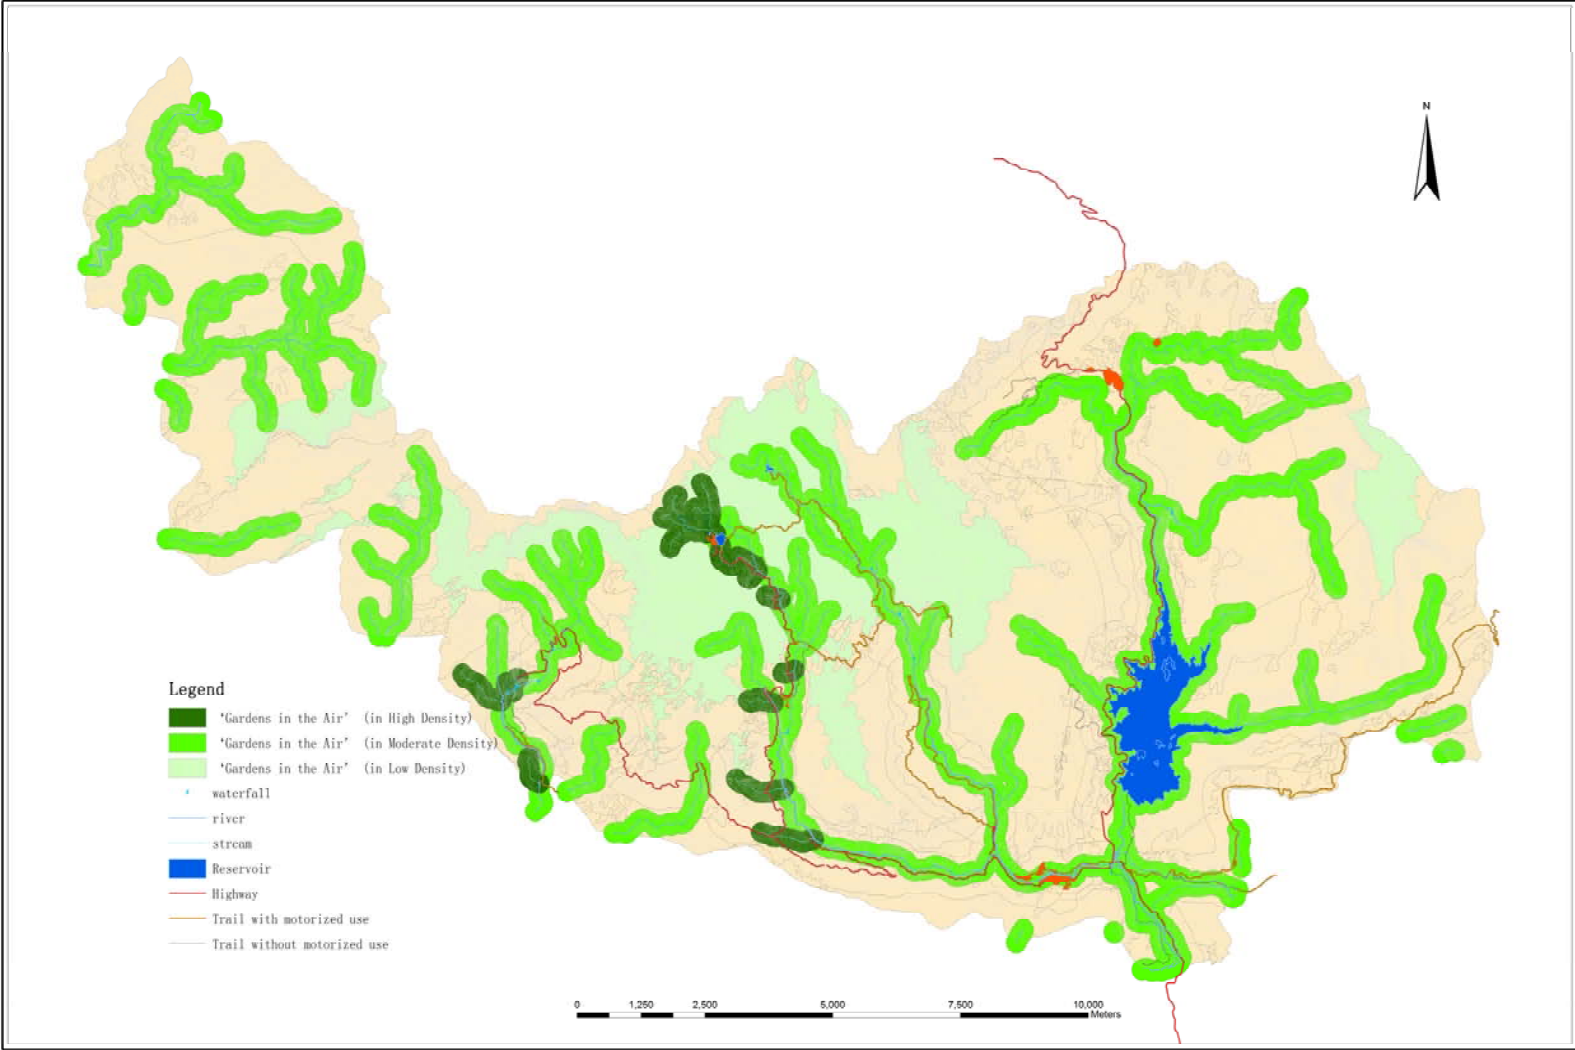 N
Legend
‘Gardens in the Air’ (in High Density)
‘Gardens in the Air’ (in Moderate Density)
‘Gardens in the Air’ (in Low Density)
waterfall
river
stream
Reservoir
Highway
Trail with motorized use
Trail without motorized use
0 1,250 2,500 5,000 7,500 10,000
Meters